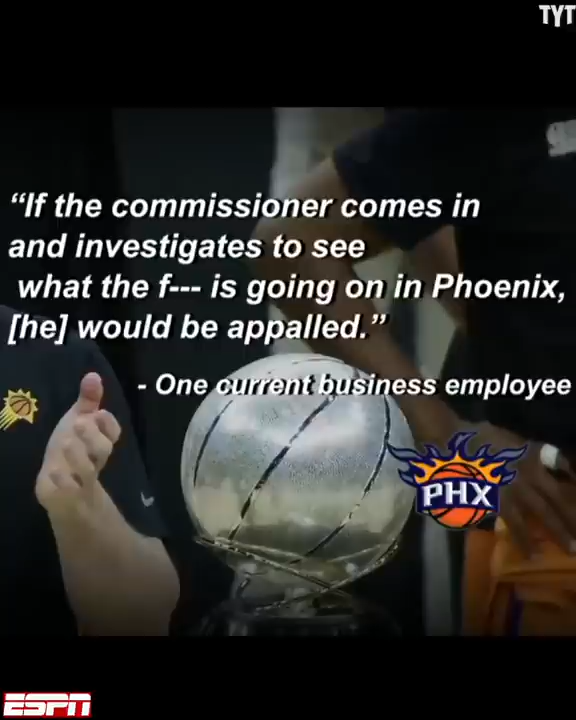 TYT
“If the commissioner comes in
and investigates to see
what the f--- is going on in Phoenix,
[he] would be appalled.”
- One current business employee
PHX
ESPN